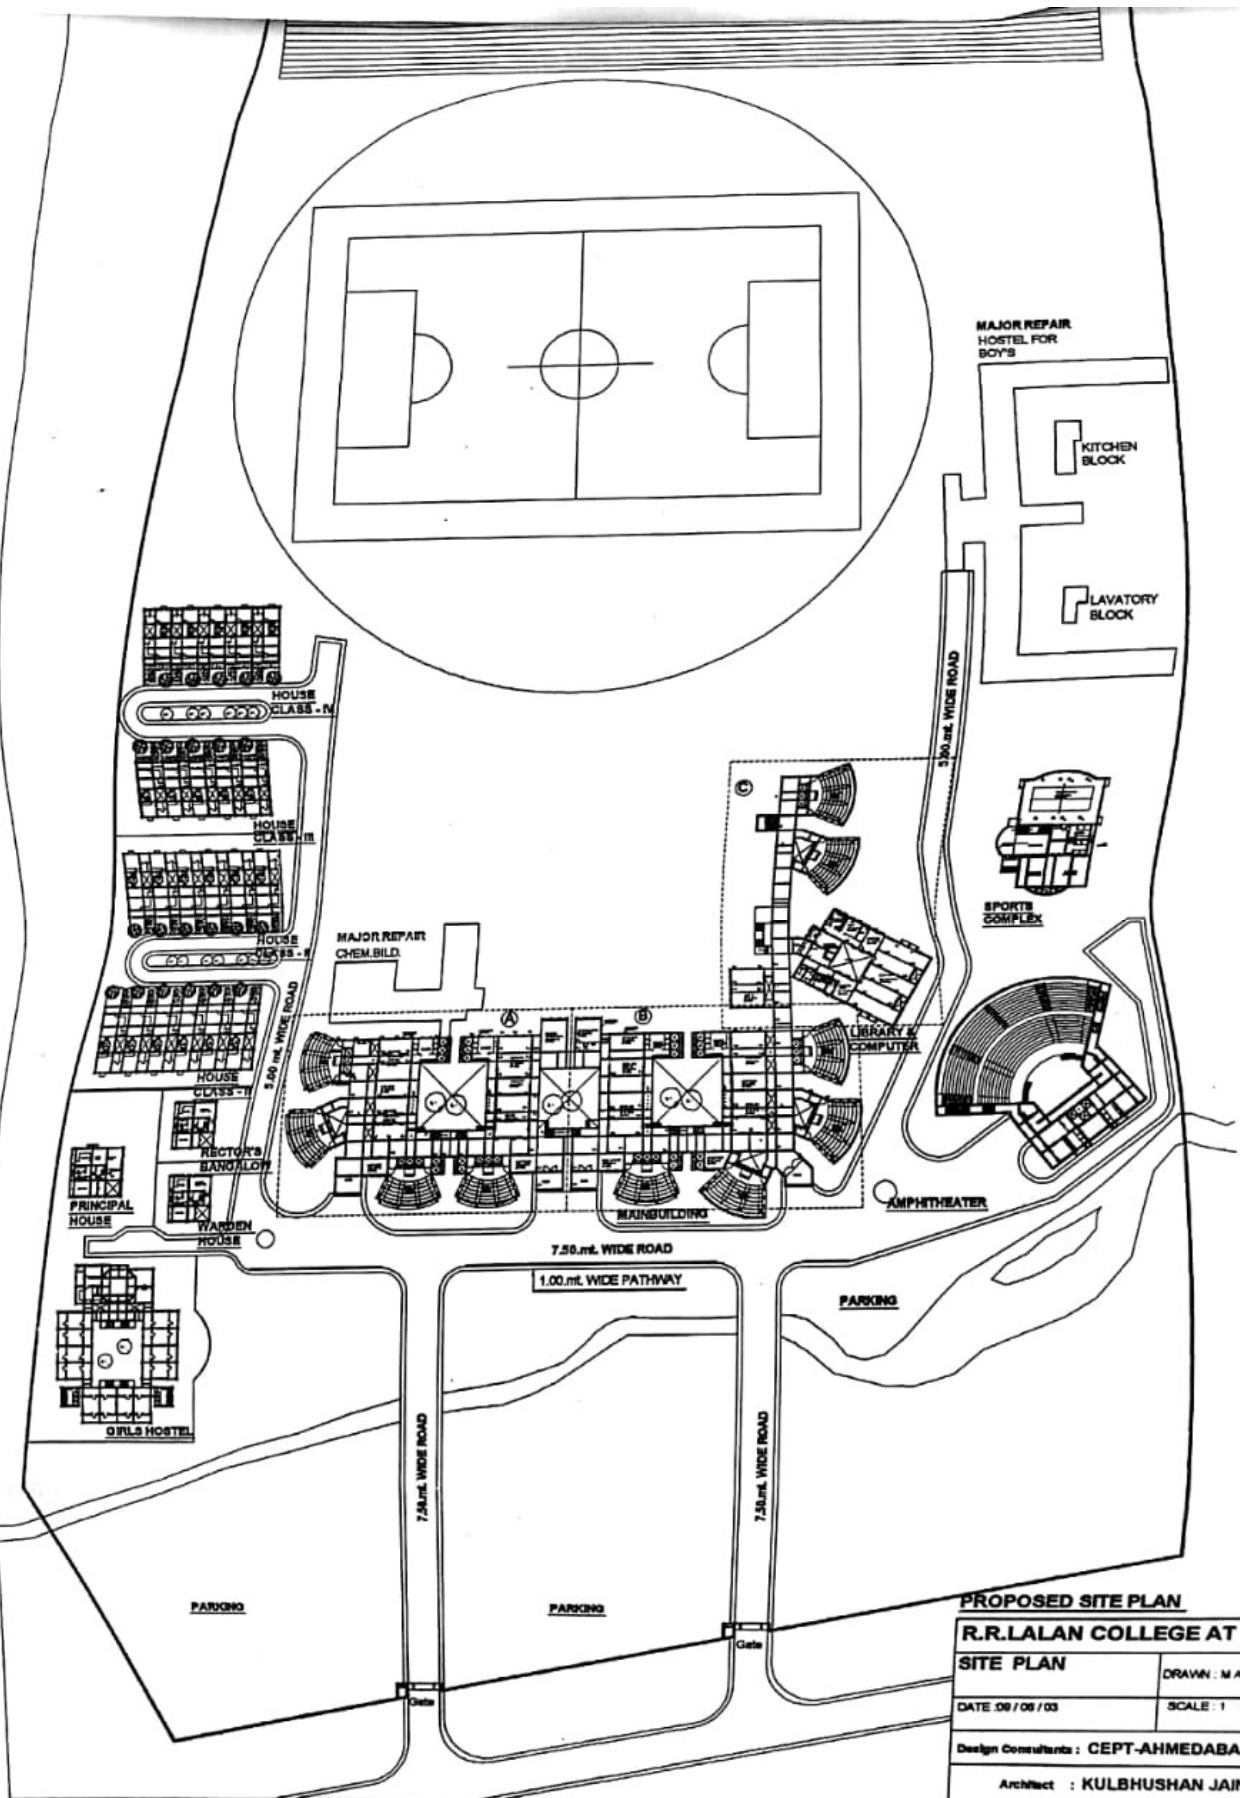 MAJOR REPAIR
HOSTEL FOR
BOY'S
KITCHEN
BLOCK
LAVATORY
BLOCK
5.00.mt. WIDE ROAD
HOUSE
CLASS - IV
HOUSE
CLASS - III
HOUSE
CLASS - II
HOUSE
CLASS - II
5.00 mt. WIDE ROAD
MAJOR REPAIR
CHEM.BILD.
A
B
C
SPORTS
COMPLEX
LIBRARY &
COMPUTER
RECTOR'S
BANGALOW
PRINCIPAL
HOUSE
WARDEN
HOUSE
MAINBUILDING
AMPHITHEATER
7.50.mt. WIDE ROAD
1.00.mt. WIDE PATHWAY
PARKING
GIRLS HOSTEL
7.50.mt. WIDE ROAD
7.50.mt. WIDE ROAD
PARKING
PARKING
Gate
Gate
PROPOSED SITE PLAN
R.R.LALAN COLLEGE AT
SITE PLAN
DRAWN : M A
DATE :09 / 06 / 03
SCALE : 1
Design Consultants : CEPT-AHMEDABA
Architect : KULBHUSHAN JAIN